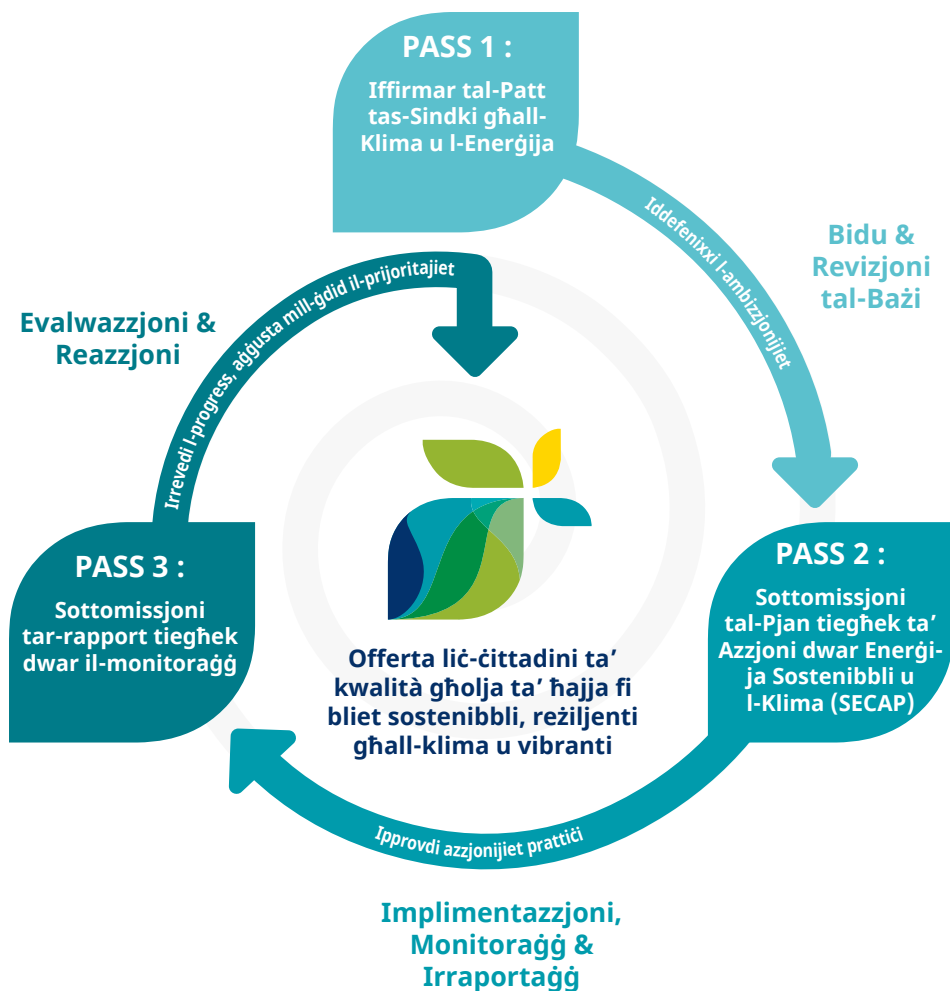 PASS 1 :
Iffirmar tal-Patt
tas-Sindki għall-
Klima u l-Enerġija
Iddefenixxi l-ambizzjonijiet
Bidu &
Revizjoni
tal-Bażi
PASS 2 :
Sottomissjoni
tal-Pjan tiegħek ta’
Azzjoni dwar Enerġi-
ja Sostenibbli u
l-Klima (SECAP)
Ipprovdi azzjonijiet prattiċi
Implimentazzjoni,
Monitoraġġ &
Irraportaġġ
PASS 3 :
Sottomissjoni
tar-rapport tiegħek
dwar il-monitoraġġ
Irrevedi l-progress, aġġusta mill-ġdid il-prijoritajiet
Evalwazzjoni &
Reazzjoni
Offerta liċ-ċittadini ta’
kwalità għolja ta’ ħajja fi
bliet sostenibbli, reżiljenti
għall-klima u vibranti